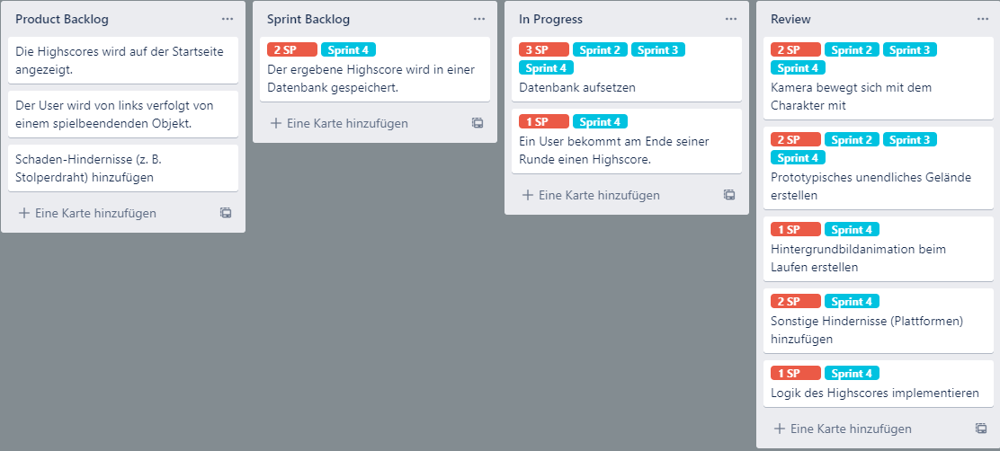 Product Backlog
Die Highscores wird auf der Startseite
angezeigt.
Der User wird von links verfolgt von
einem spielbeendenden Objekt.
Schaden-Hindernisse (z. B.
Stolperdraht) hinzufügen
+ Eine Karte hinzufügen
Sprint Backlog
2 SP Sprint 4
Der ergebene Highscore wird in einer
Datenbank gespeichert.
+ Eine Karte hinzufügen
In Progress
3 SP Sprint 2 Sprint 3
Sprint 4
Datenbank aufsetzen
1 SP Sprint 4
Ein User bekommt am Ende seiner
Runde einen Highscore.
+ Eine Karte hinzufügen
Review
2 SP Sprint 2 Sprint 3
Sprint 4
Kamera bewegt sich mit dem
Charakter mit
2 SP Sprint 2 Sprint 3
Sprint 4
Prototypisches unendliches Gelände
erstellen
1 SP Sprint 4
Hintergrundbildanimation beim
Laufen erstellen
2 SP Sprint 4
Sonstige Hindernisse (Plattformen)
hinzufügen
1 SP Sprint 4
Logik des Highscores implementieren
+ Eine Karte hinzufügen